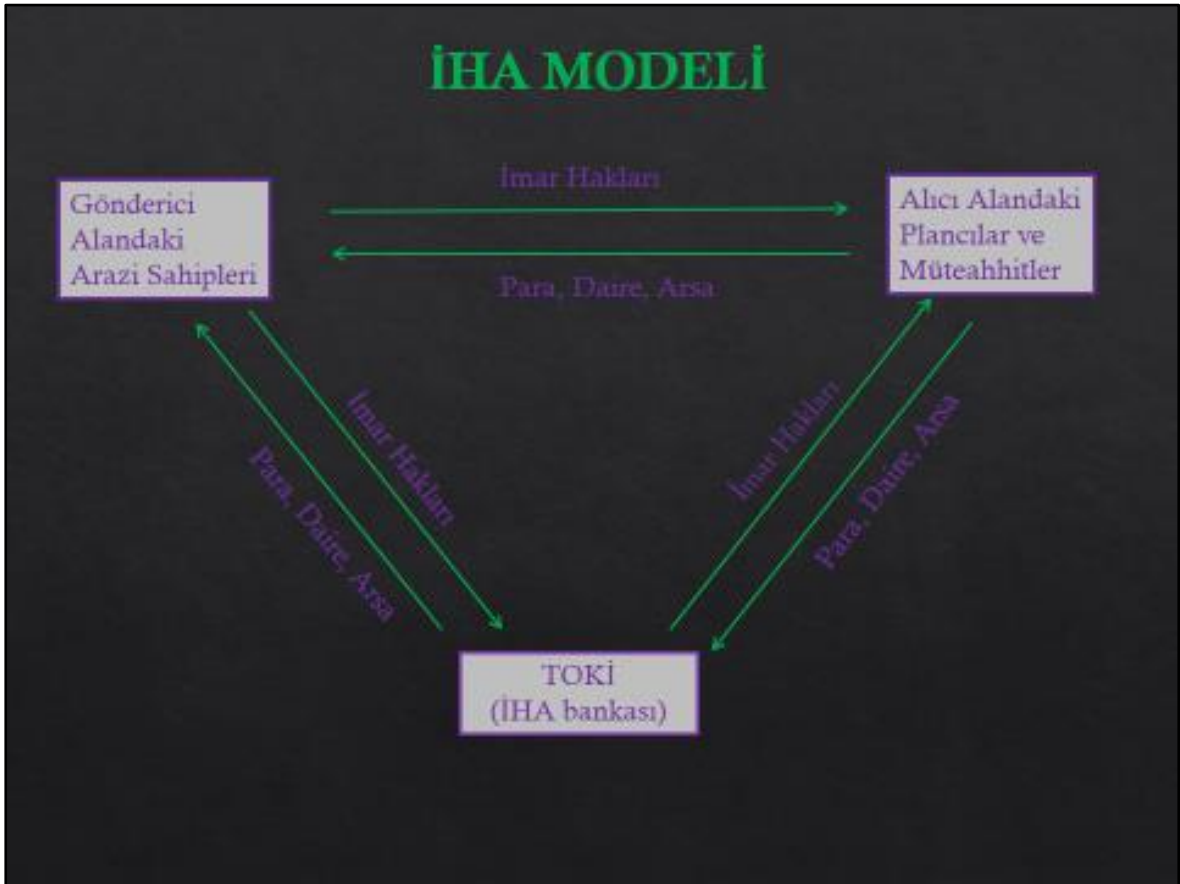 İHA MODELİ
İmar Hakları
Gönderici
Alandaki
Arazi Sahipleri
Alıcı Alandaki
Plancılar ve
Müteahhitler
Para, Daire, Arsa
İmar Hakları
Para, Daire, Arsa
İmar Hakları
Para, Daire, Arsa
TOKİ
(İHA bankası)